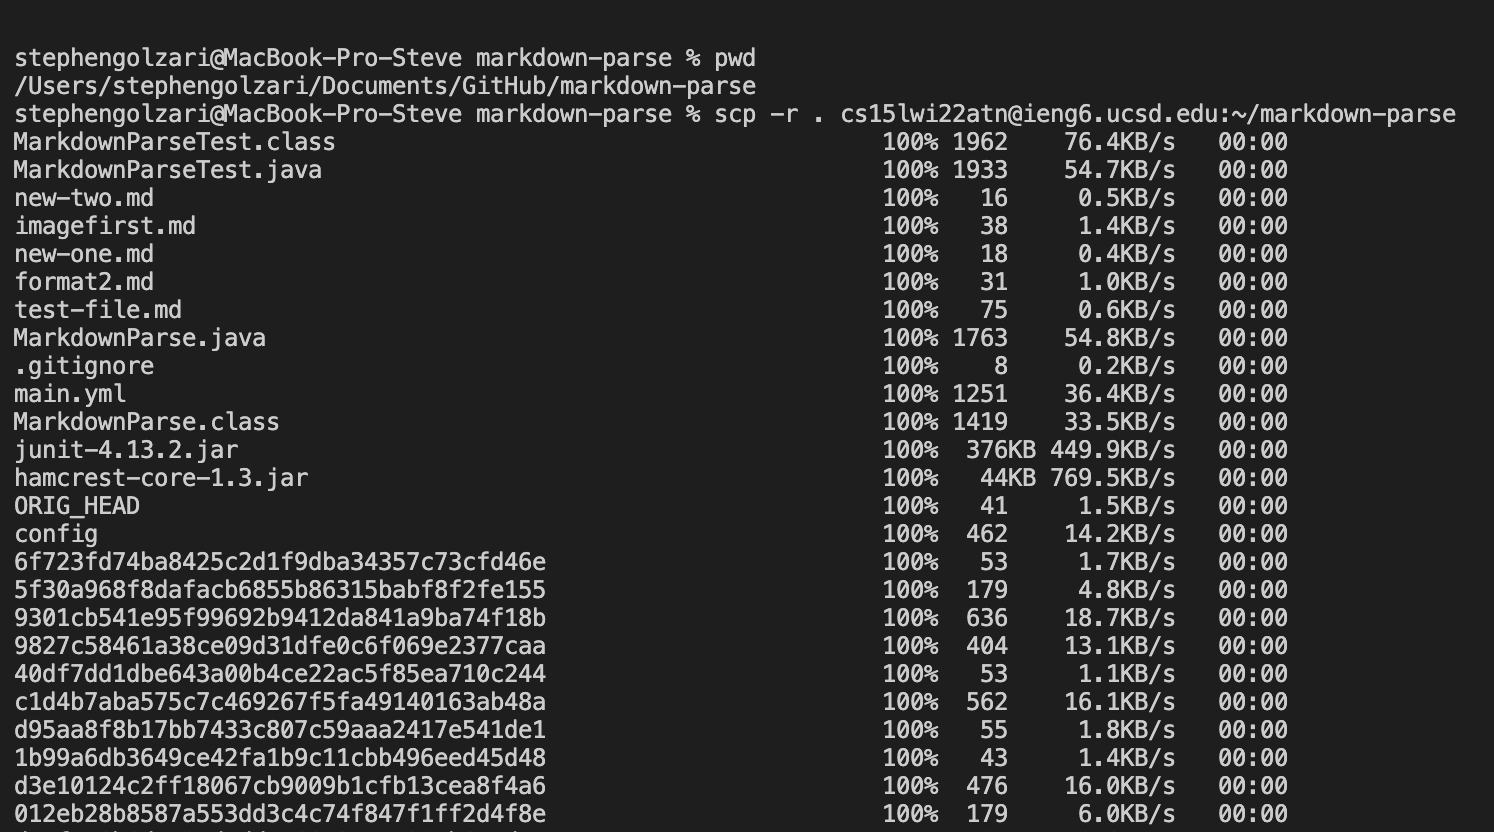 stephengolzari@MacBook-Pro-Steve markdown-parse % pwd
/Users/stephengolzari/Documents/GitHub/markdown-parse
stephengolzari@MacBook-Pro-Steve markdown-parse % scp -r . cs15lwi22atn@ieng6.ucsd.edu:~/markdown-parse
MarkdownParseTest.class 100% 1962 76.4KB/s 00:00
MarkdownParseTest.java 100% 1933 54.7KB/s 00:00
new-two.md 100% 16 0.5KB/s 00:00
imagefirst.md 100% 38 1.4KB/s 00:00
new-one.md 100% 18 0.4KB/s 00:00
format2.md 100% 31 1.0KB/s 00:00
test-file.md 100% 75 0.6KB/s 00:00
MarkdownParse.java 100% 1763 54.8KB/s 00:00
.gitignore 100% 8 0.2KB/s 00:00
main.yml 100% 1251 36.4KB/s 00:00
MarkdownParse.class 100% 1419 33.5KB/s 00:00
junit-4.13.2.jar 100% 376KB 449.9KB/s 00:00
hamcrest-core-1.3.jar 100% 44KB 769.5KB/s 00:00
ORIG_HEAD 100% 41 1.5KB/s 00:00
config 100% 462 14.2KB/s 00:00
6f723fd74ba8425c2d1f9dba34357c73cfd46e 100% 53 1.7KB/s 00:00
5f30a968f8dafacb6855b86315babf8f2fe155 100% 179 4.8KB/s 00:00
9301cb541e95f99692b9412da841a9ba74f18b 100% 636 18.7KB/s 00:00
9827c58461a38ce09d31dfe0c6f069e2377caa 100% 404 13.1KB/s 00:00
40df7dd1dbe643a00b4ce22ac5f85ea710c244 100% 53 1.1KB/s 00:00
c1d4b7aba575c7c469267f5fa49140163ab48a 100% 562 16.1KB/s 00:00
d95aa8f8b17bb7433c807c59aaa2417e541de1 100% 55 1.8KB/s 00:00
1b99a6db3649ce42fa1b9c11cbb496eed45d48 100% 43 1.4KB/s 00:00
d3e10124c2ff18067cb9009b1cfb13cea8f4a6 100% 476 16.0KB/s 00:00
012eb28b8587a553dd3c4c74f847f1ff2d4f8e 100% 179 6.0KB/s 00:00